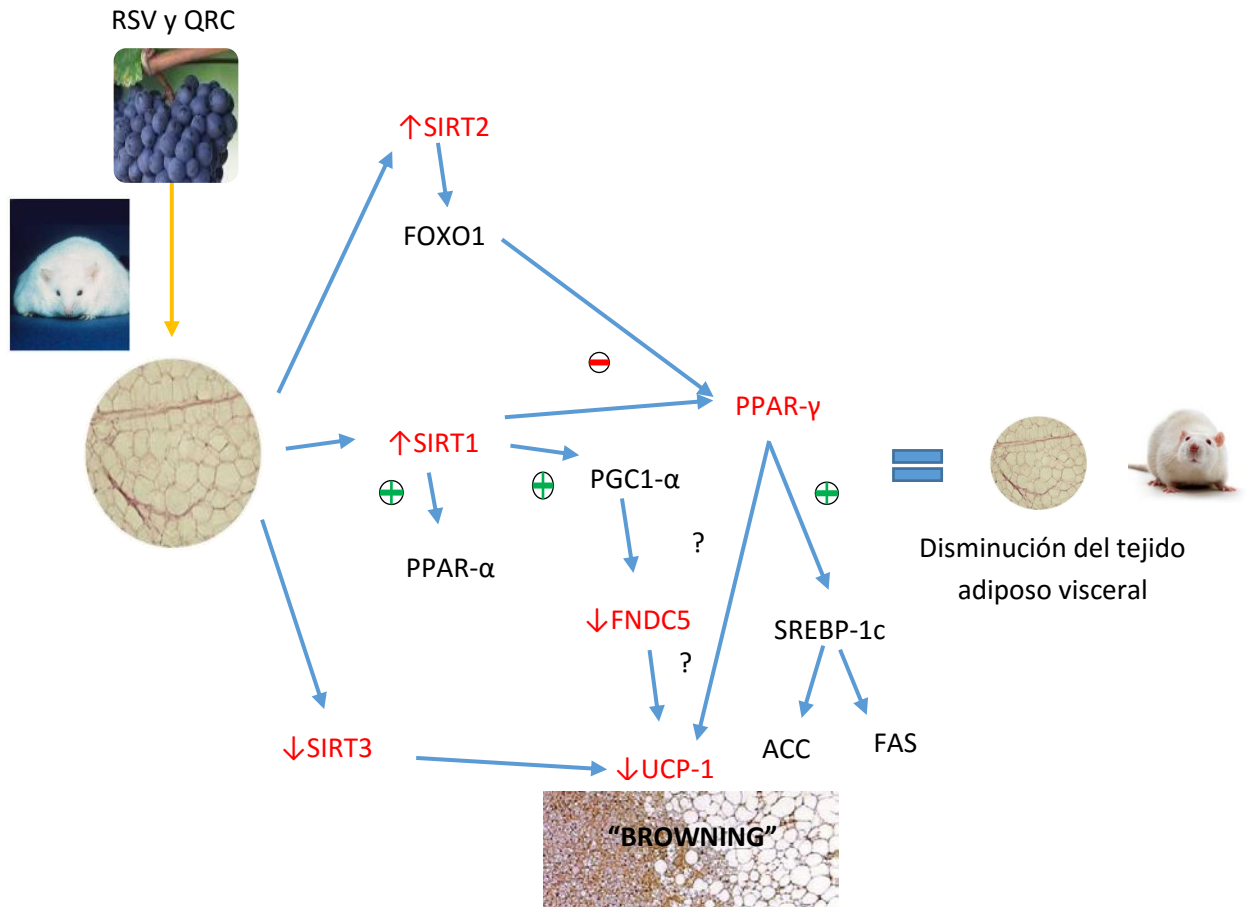 RSV y QRC
↑SIRT2
FOXO1
PPAR-γ
↑SIRT1
PGC1-α
?
PPAR-α
Disminución del tejido
adiposo visceral
↓FNDC5
SREBP-1c
?
↓SIRT3
↓UCP-1
ACC
FAS
“BROWNING”